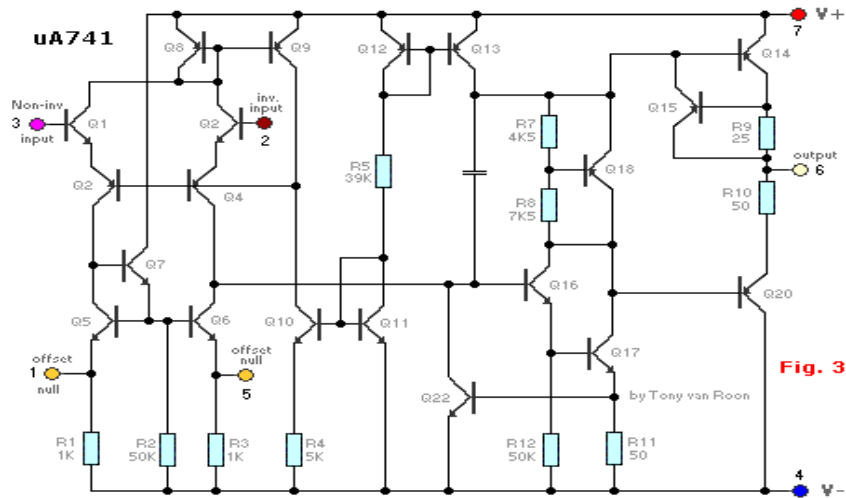 uA741
Q8
Q9
Q12
Q13
7
V+
Q14
Non-inv.
3
input
Q1
inv.
input
Q2
2
R7
4K5
Q15
R9
25
output
6
Q2
Q4
R5
39K
Q18
R8
7K5
R10
50
Q7
Q16
Q20
Q5
Q6
Q10
Q11
offset
1
null
offset
null
5
Q17
Fig. 3
Q22
by Tony van Roon
R1
1K
R2
50K
R3
1K
R4
5K
R12
50K
R11
50
4
V-